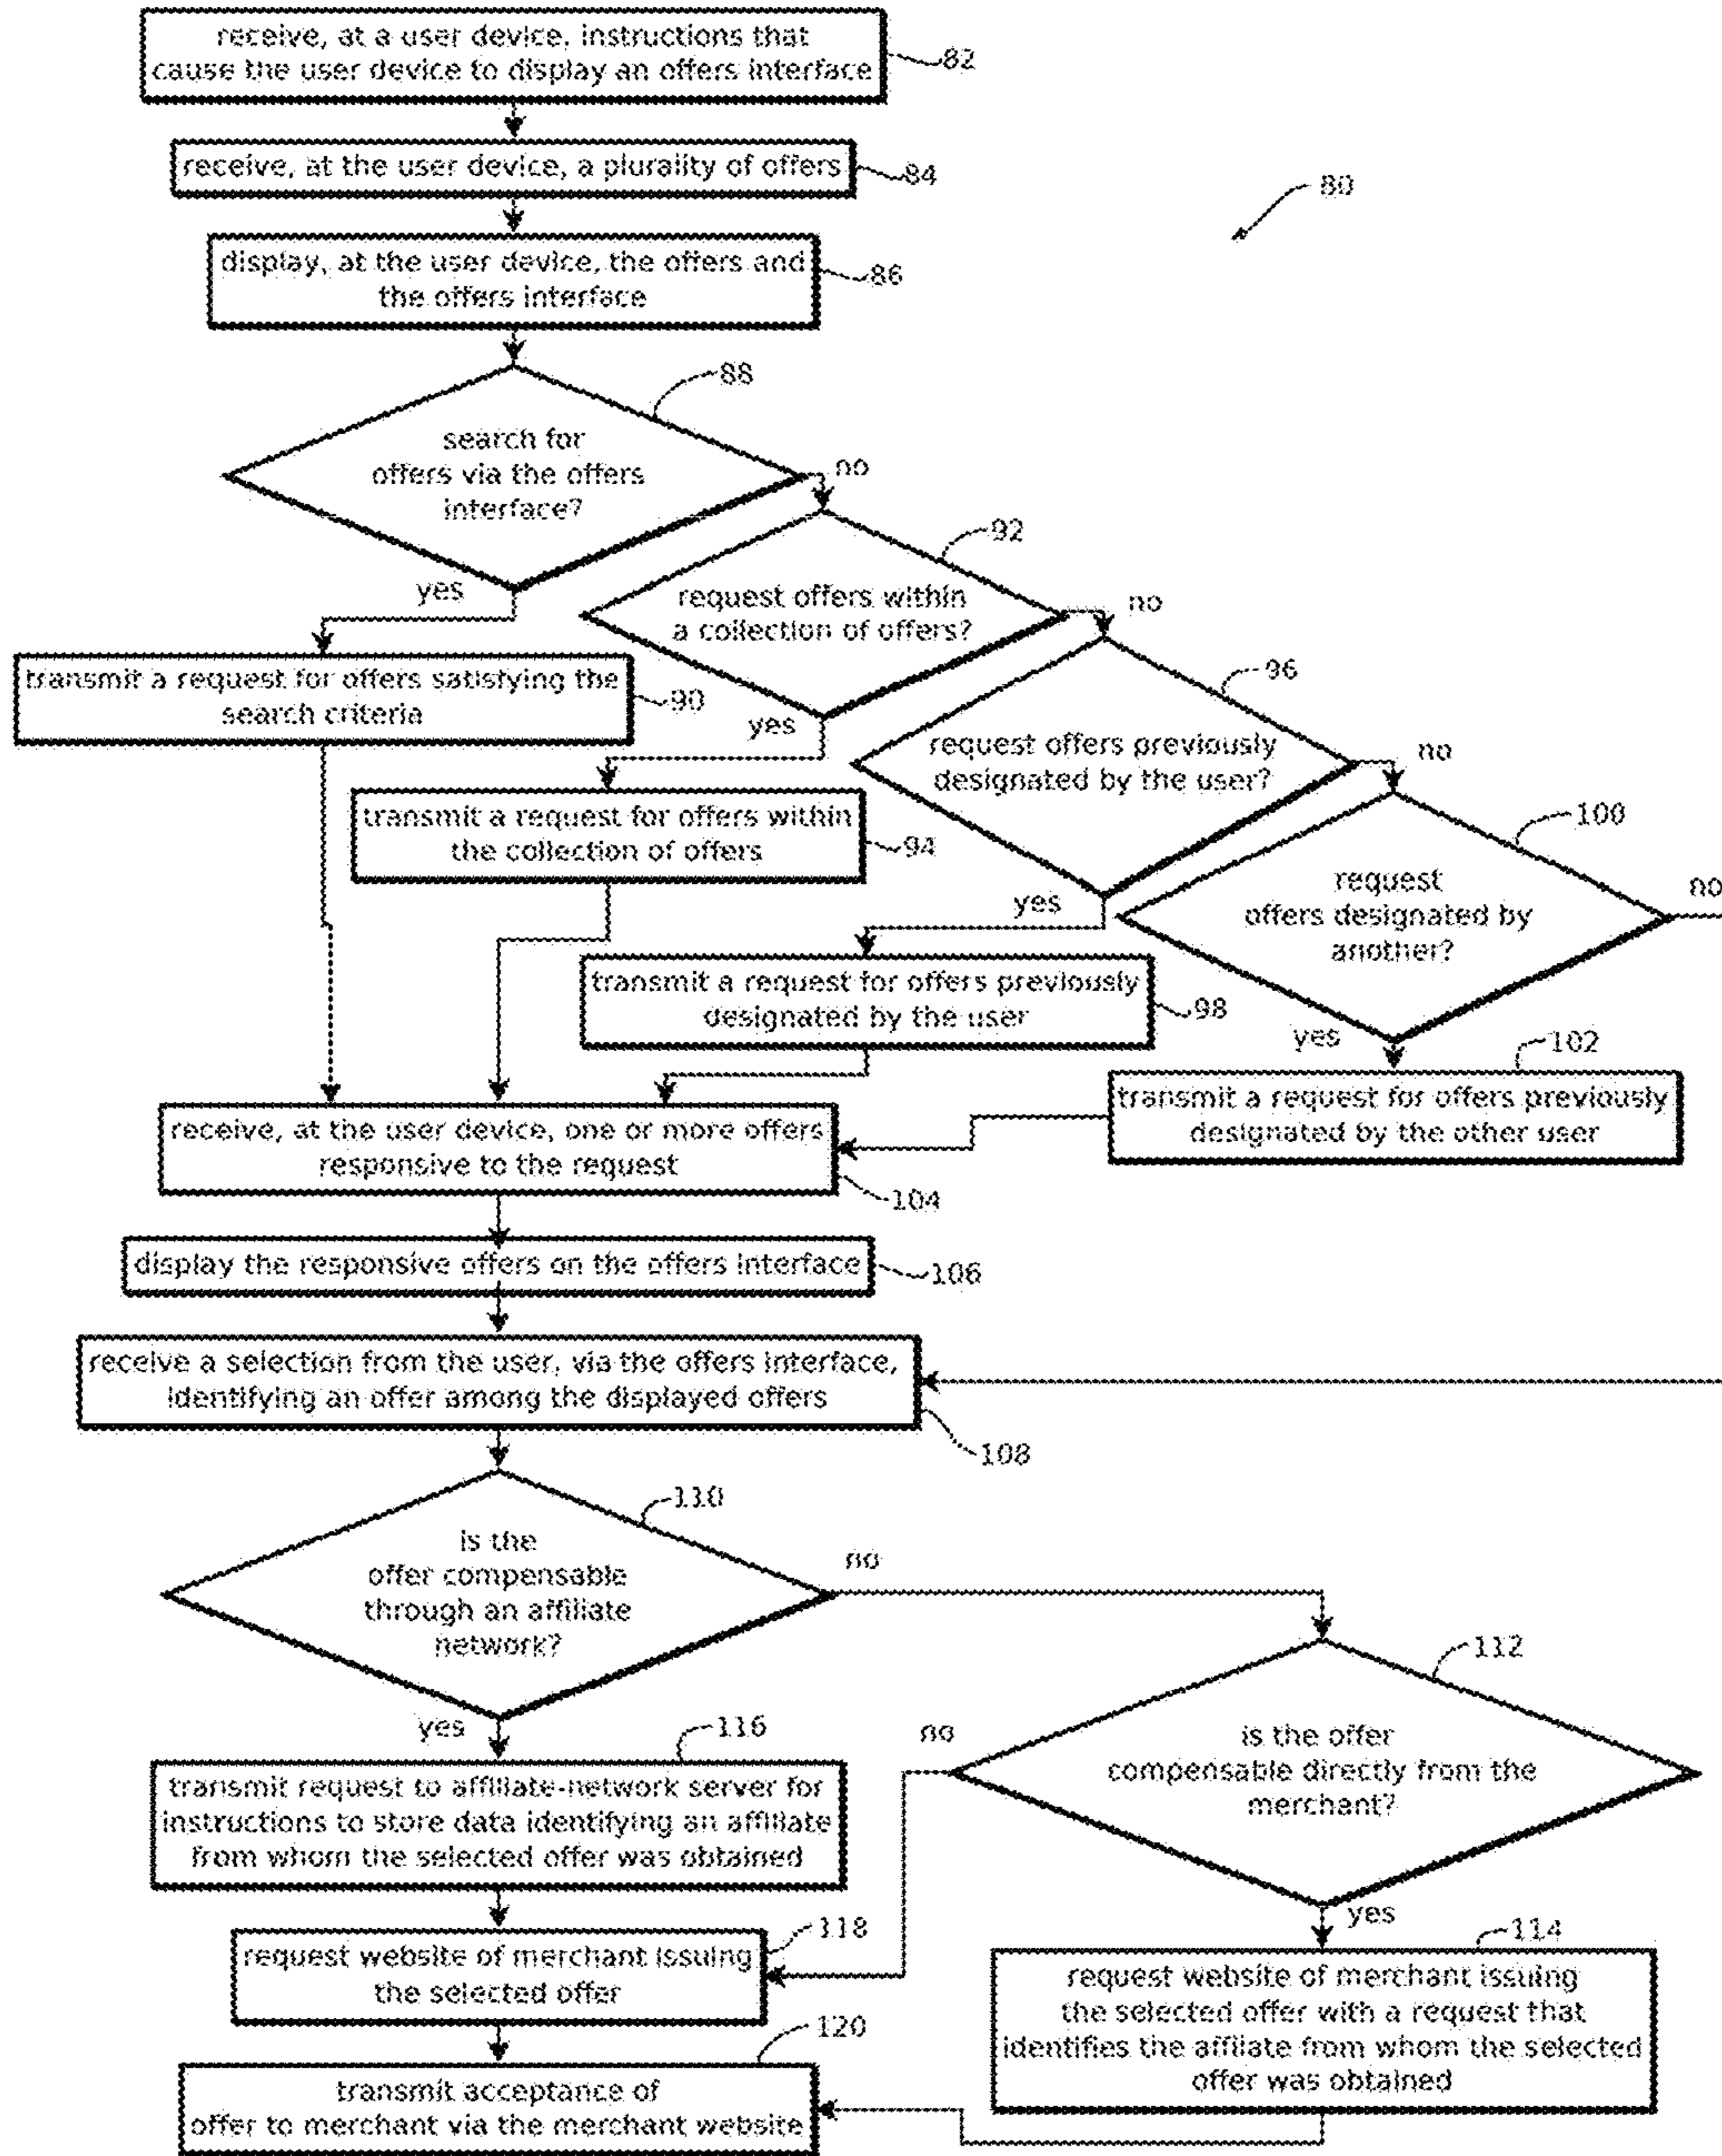 receive, at a user device, instructions that
cause the user device to display an offers interface
82
receive, at the user device, a plurality of offers
84
80
display, at the user device, the offers and
the offers interface
86
88
search for
offers via the offers
interface?
no
yes
92
request offers within
a collection of offers?
no
yes
transmit a request for offers satisfying the
search criteria
90
96
request offers previously
designated by the user?
no
yes
transmit a request for offers within
the collection of offers
94
100
request
offers designated by
another?
no
yes
transmit a request for offers previously
designated by the user
98
102
transmit a request for offers previously
designated by the other user
receive, at the user device, one or more offers
responsive to the request
104
display the responsive offers on the offers interface
106
receive a selection from the user, via the offers interface,
identifying an offer among the displayed offers
108
110
is the
offer compensable
through an affiliate
network?
no
yes
112
is the offer
compensable directly from the
merchant?
no
yes
116
transmit request to affiliate-network server for
instructions to store data identifying an affiliate
from whom the selected offer was obtained
118
request website of merchant issuing
the selected offer
114
request website of merchant issuing
the selected offer with a request that
identifies the affiliate from whom the selected
offer was obtained
120
transmit acceptance of
offer to merchant via the merchant website